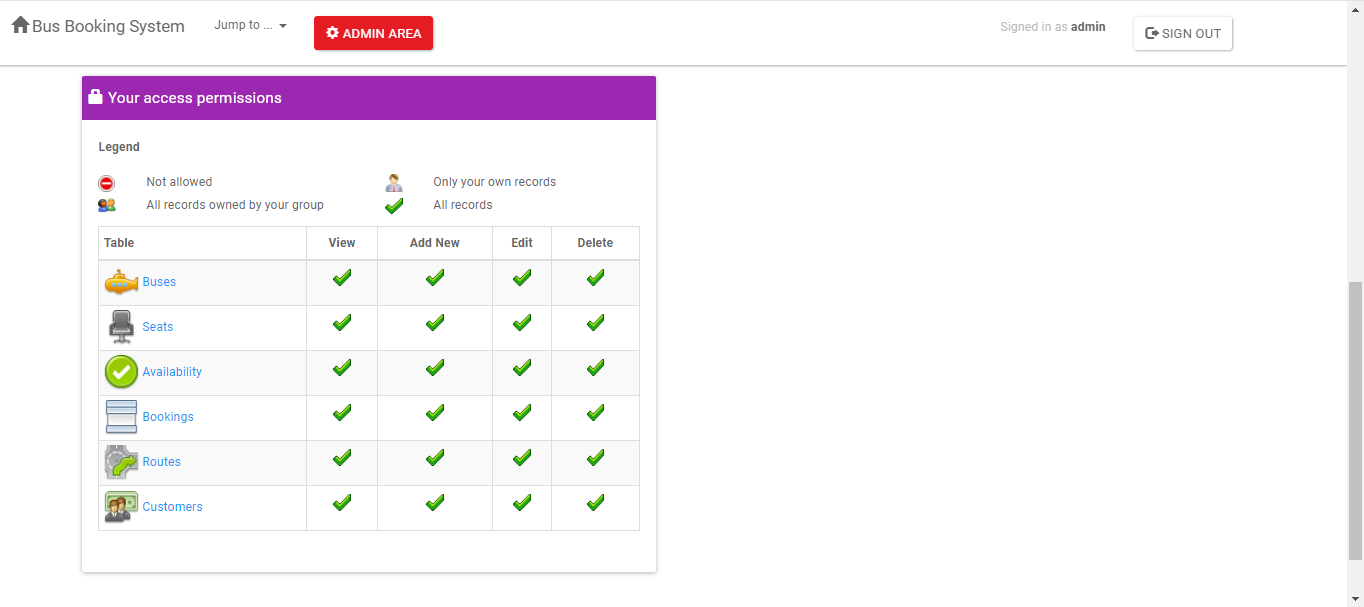 Bus Booking System Jump to ... ADMIN AREA Signed in as admin SIGN OUT
Your access permissions
Legend
Not allowed Only your own records
All records owned by your group All records
Table View Add New Edit Delete
Buses
Seats
Availability
Bookings
Routes
Customers